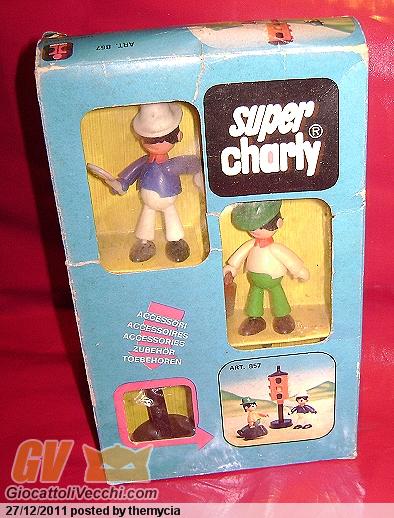 ART. 857
super
charly®
ACCESSORI
ACCESSOIRES
ACCESSORIES
ZUBEHÖR
TOEBEHOREN
ART. 857
GV
GiocattoliVecchi.com
27/12/2011 posted by themycia